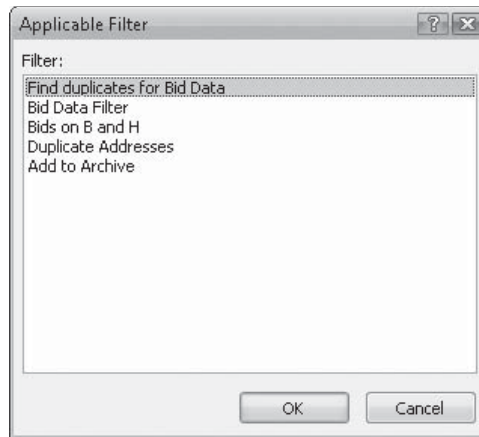 Applicable Filter
Filter:
Find duplicates for Bid Data
Bid Data Filter
Bids on B and H
Duplicate Addresses
Add to Archive
OK
Cancel